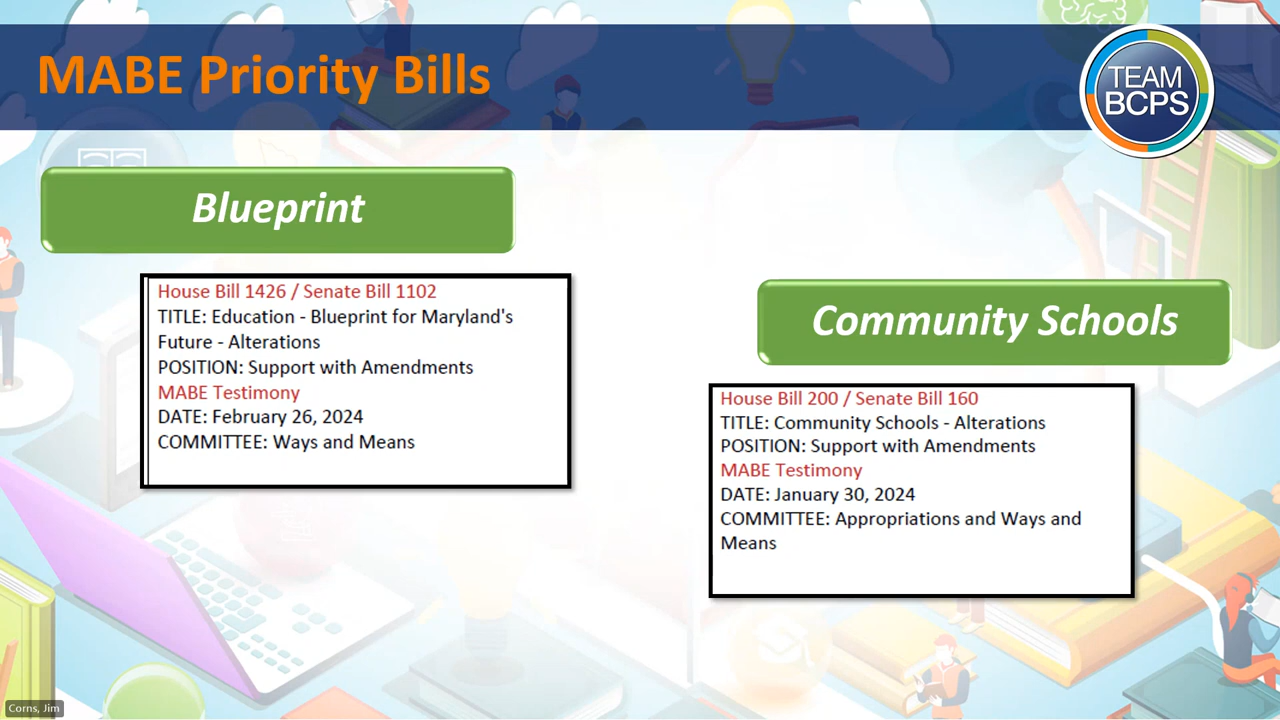 MABE Priority Bills
TEAM
BCPS
Blueprint
House Bill 1426 / Senate Bill 1102
TITLE: Education - Blueprint for Maryland's
Future - Alterations
POSITION: Support with Amendments
MABE Testimony
DATE: February 26, 2024
COMMITTEE: Ways and Means
Community Schools
House Bill 200 / Senate Bill 160
TITLE: Community Schools - Alterations
POSITION: Support with Amendments
MABE Testimony
DATE: January 30, 2024
COMMITTEE: Appropriations and Ways and
Means
Corns, Jim